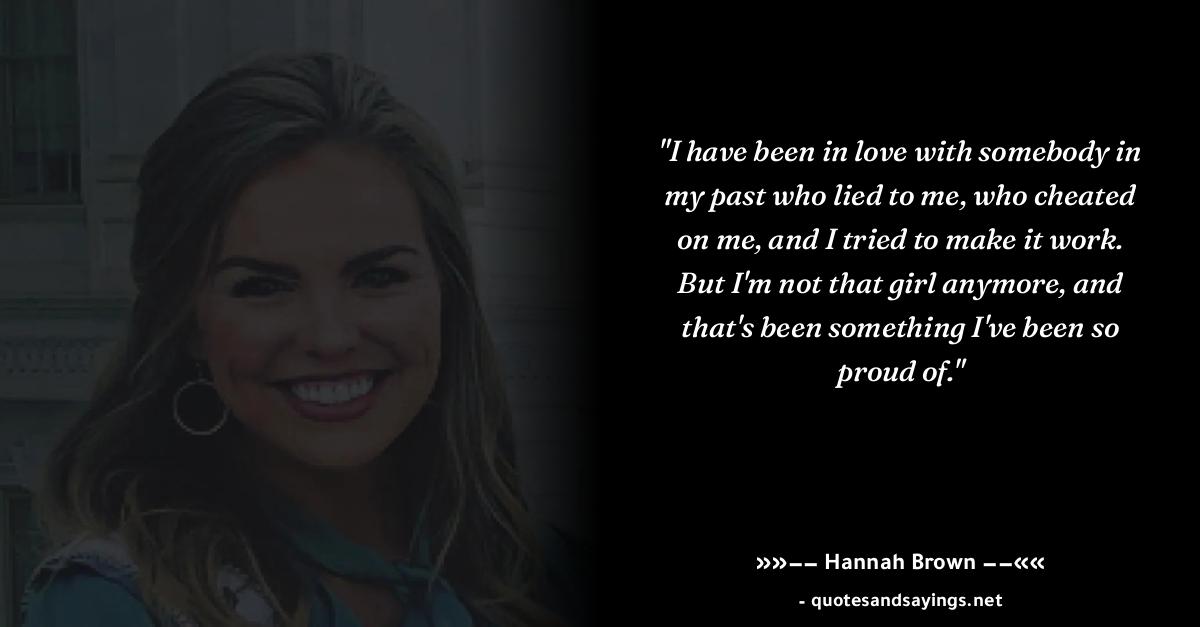 "I have been in love with somebody in
my past who lied to me, who cheated
on me, and I tried to make it work.
But I'm not that girl anymore, and
that's been something I've been so
proud of."
»»−− Hannah Brown −−««
- quotesandsayings.net